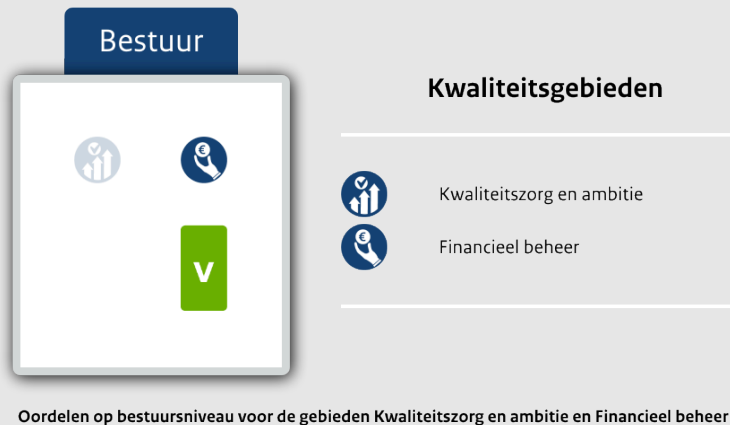 Bestuur
€
V
Kwaliteitsgebieden
Kwaliteitszorg en ambitie
€
Financieel beheer
Oordelen op bestuursniveau voor de gebieden Kwaliteitszorg en ambitie en Financieel beheer